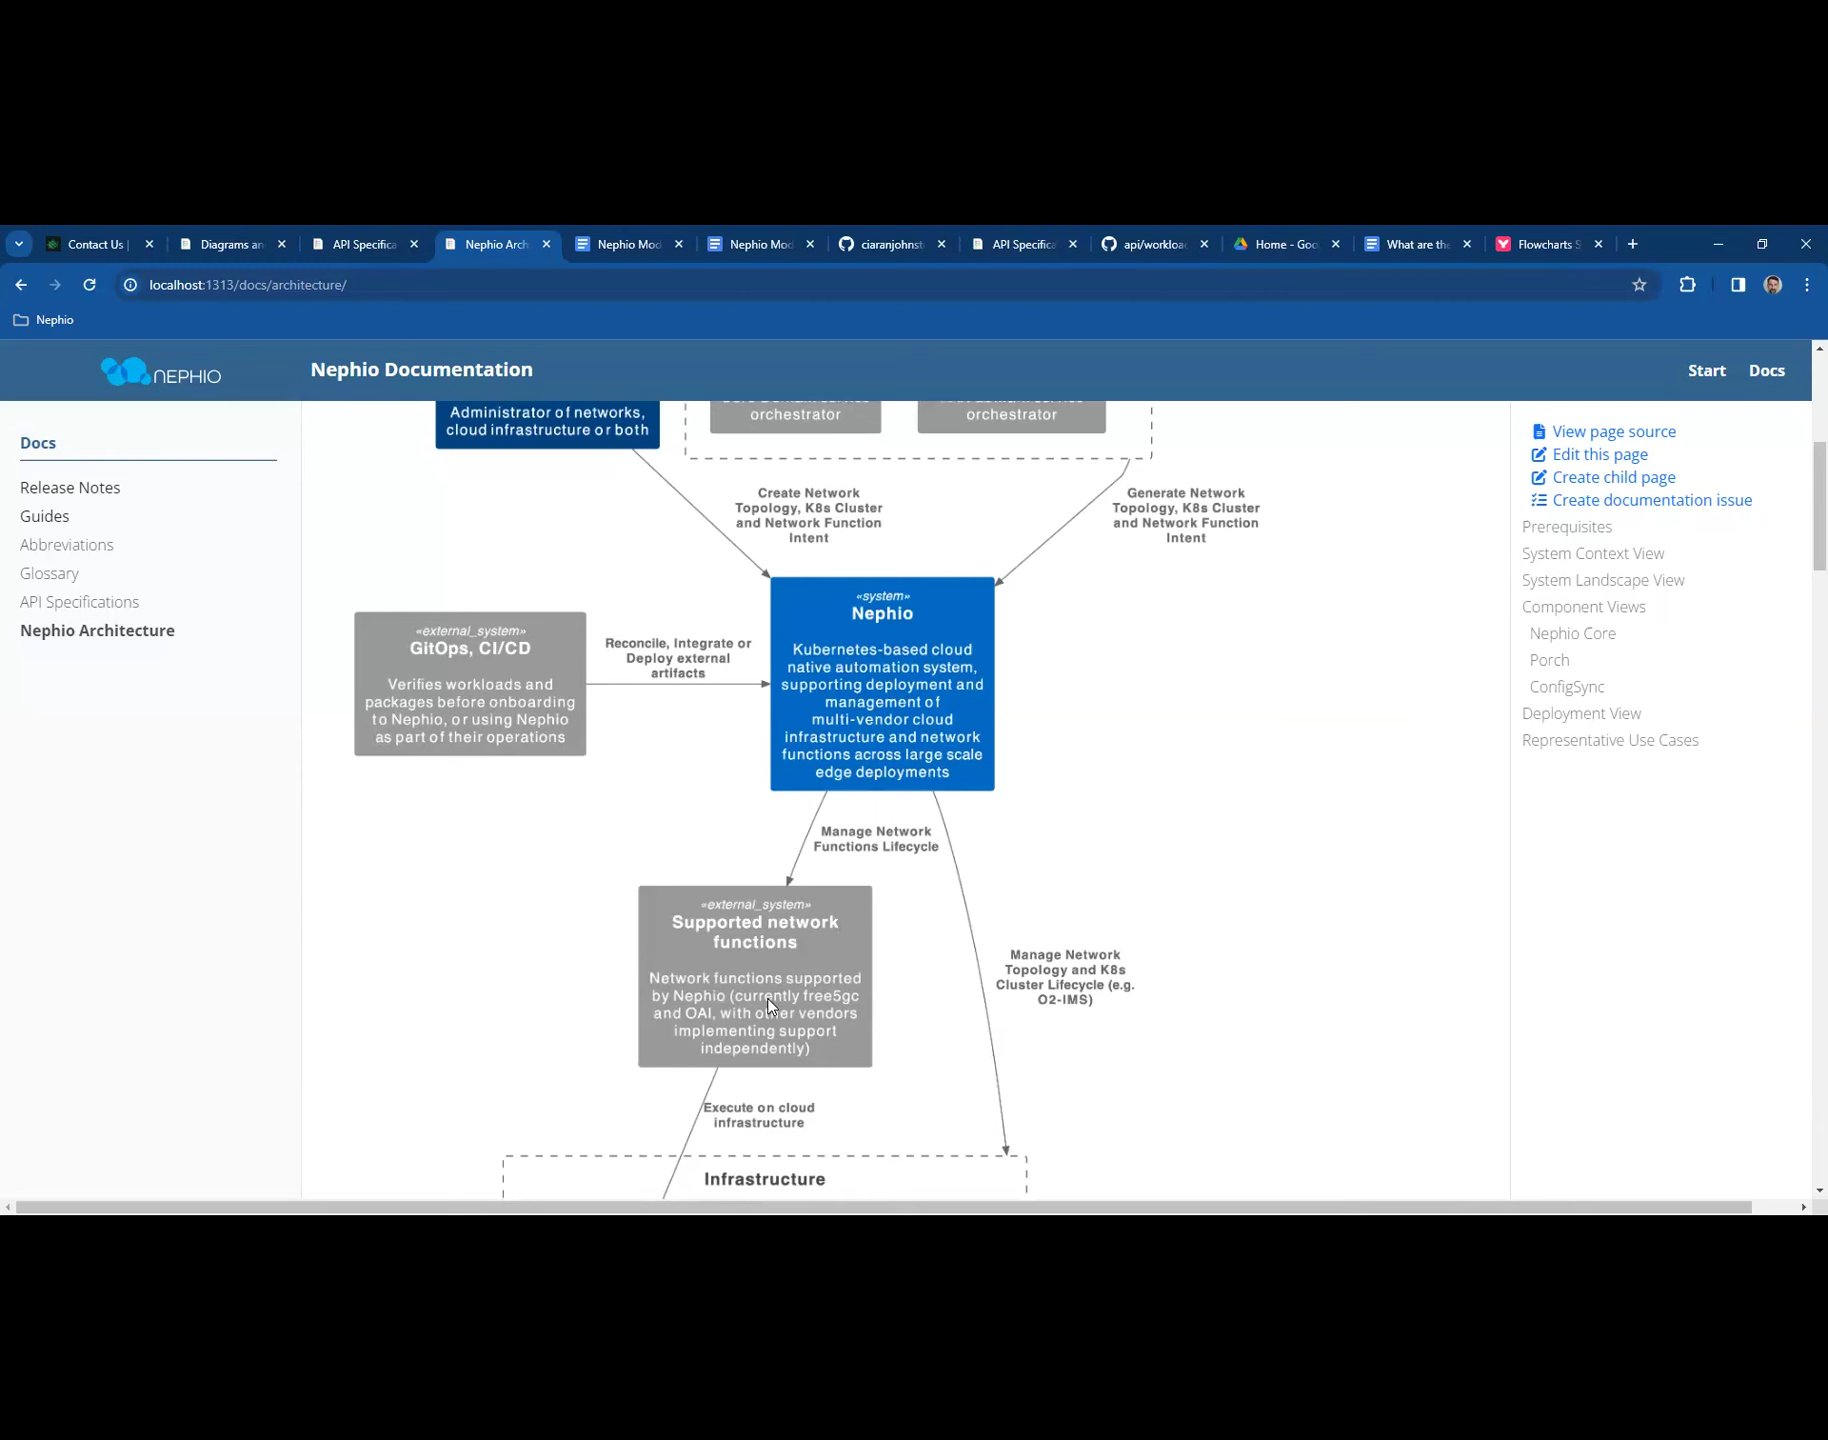 Contact Us |
Diagrams an
API Specifica
Nephio Arch
Nephio Mod
Nephio Mod
ciaranjohnst
API Specifica
api/workloa
Home - Goo
What are the
Flowcharts S
localhost:1313/docs/architecture/
Nephio
NEPHIO
Nephio Documentation
Start
Docs
Docs
Release Notes
Guides
Abbreviations
Glossary
API Specifications
Nephio Architecture
Administrator of networks,
cloud infrastructure or both
orchestrator
orchestrator
Create Network
Topology, K8s Cluster
and Network Function
Intent
Generate Network
Topology, K8s Cluster
and Network Function
Intent
«external_system»
GitOps, CI/CD
Verifies workloads and
packages before onboarding
to Nephio, or using Nephio
as part of their operations
Reconcile, Integrate or
Deploy external
artifacts
«system»
Nephio
Kubernetes-based cloud
native automation system,
supporting deployment and
management of
multi-vendor cloud
infrastructure and network
functions across large scale
edge deployments
Manage Network
Functions Lifecycle
«external_system»
Supported network
functions
Network functions supported
by Nephio (currently free5gc
and OAI, with other vendors
implementing support
independently)
Manage Network
Topology and K8s
Cluster Lifecycle (e.g.
O2-IMS)
Execute on cloud
infrastructure
Infrastructure
View page source
Edit this page
Create child page
Create documentation issue
Prerequisites
System Context View
System Landscape View
Component Views
Nephio Core
Porch
ConfigSync
Deployment View
Representative Use Cases